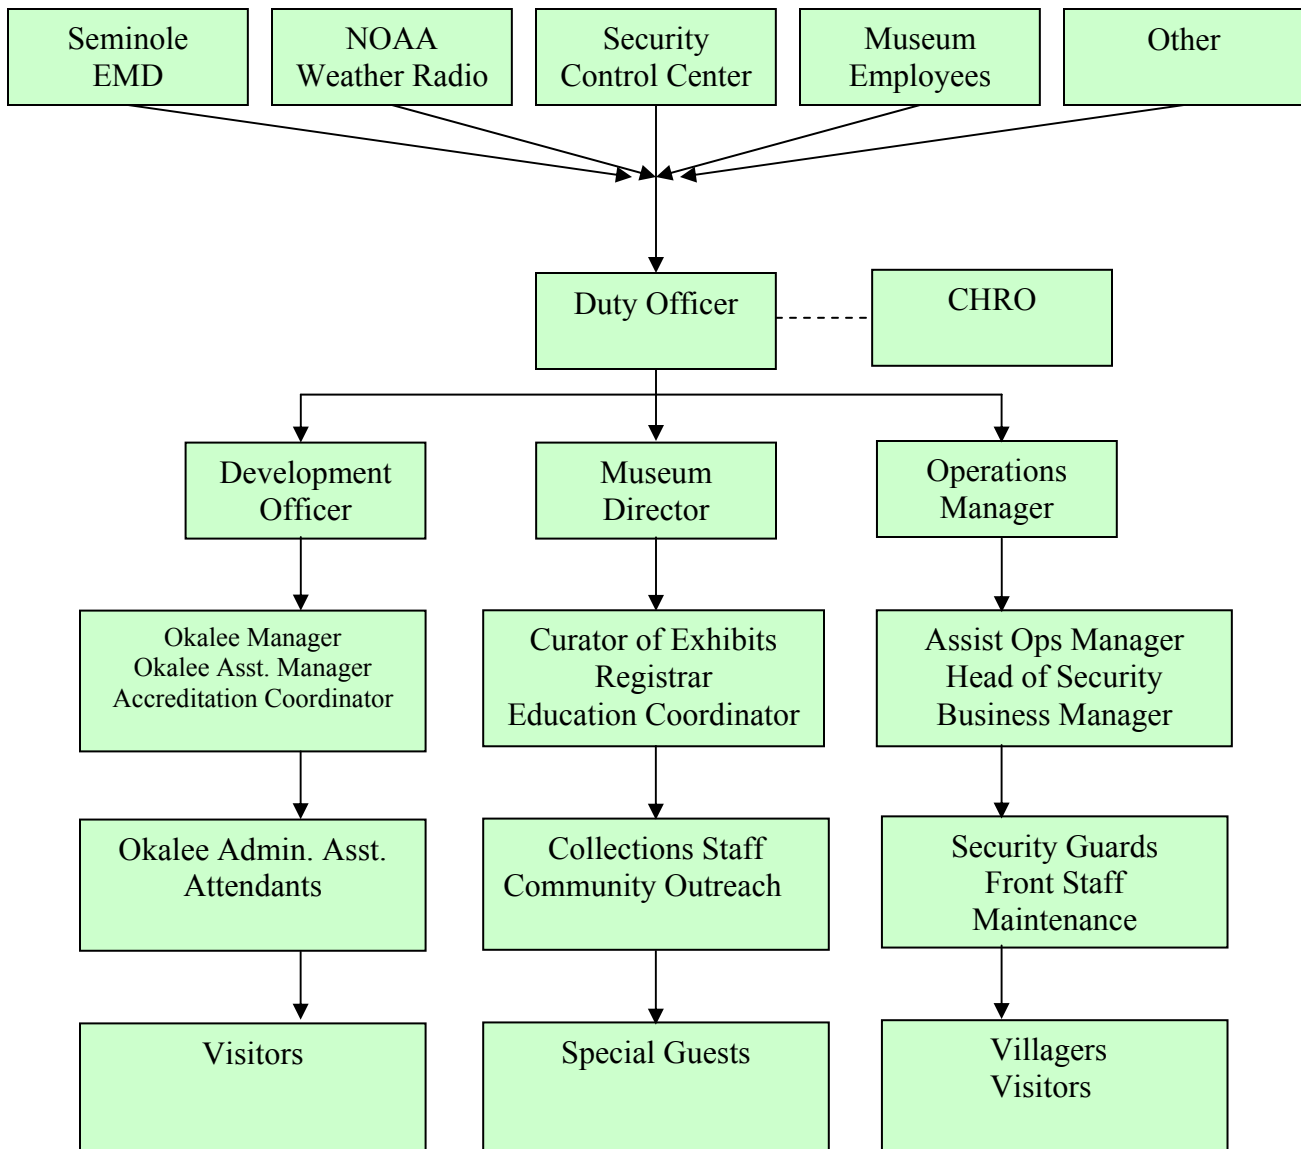 Seminole
EMD
NOAA
Weather Radio
Security
Control Center
Museum
Employees
Other
Duty Officer
CHRO
Development
Officer
Museum
Director
Operations
Manager
Okalee Manager
Okalee Asst. Manager
Accreditation Coordinator
Curator of Exhibits
Registrar
Education Coordinator
Assist Ops Manager
Head of Security
Business Manager
Okalee Admin. Asst.
Attendants
Collections Staff
Community Outreach
Security Guards
Front Staff
Maintenance
Visitors
Special Guests
Villagers
Visitors